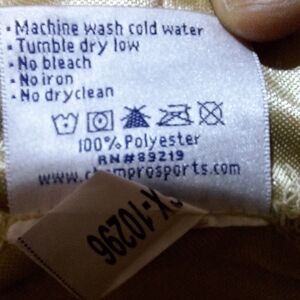 • Machine wash cold water
• Tumble dry low
• No bleach
• No iron
• No dryclean
100% Polyester
RN#89219
www.champrosports.com
X-10296